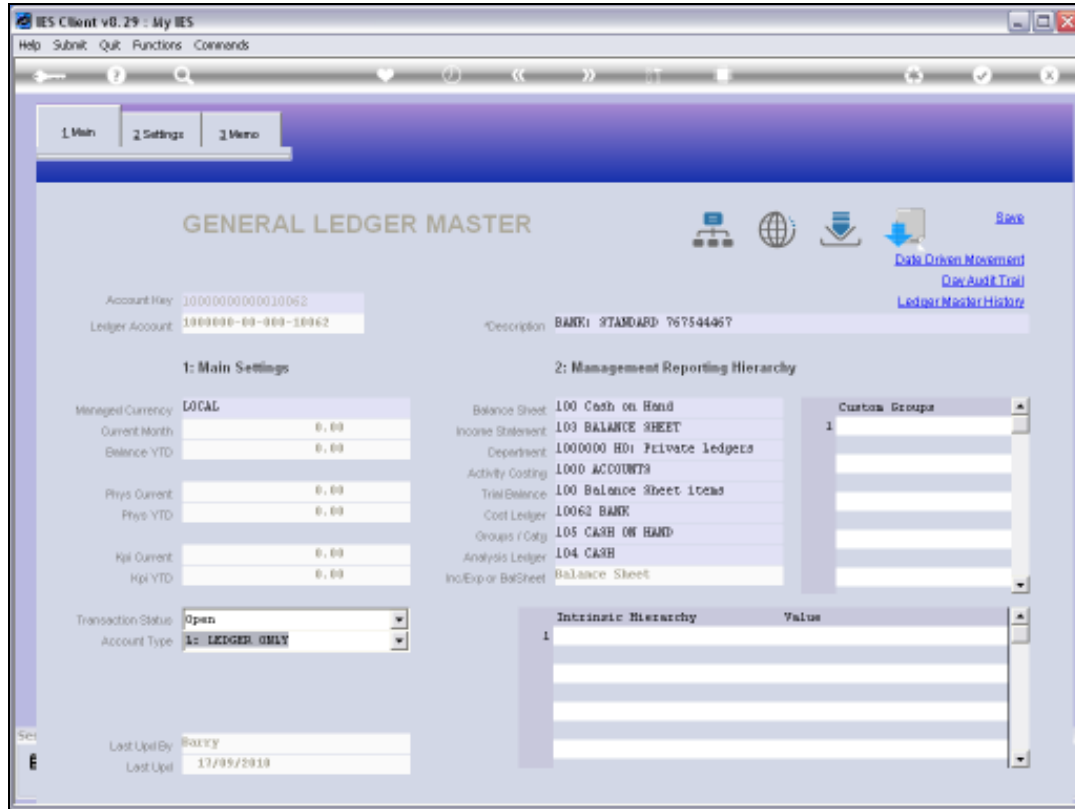 IES Client v8.29 : My IES
Help Submit Quit Functions Commands
1 Main 2 Settings 3 Memo
GENERAL LEDGER MASTER
Save
Date Driven Movement
Day Audit Trail
Account Key 10000000000010062 Ledger Master History
Ledger Account 1000000-00-000-10062 *Description BANK: STANDARD 767544467
1: Main Settings 2: Management Reporting Hierarchy
Managed Currency LOCAL Balance Sheet 100 Cash on Hand Custom Groups
Current Month 0.00 Income Statement 103 BALANCE SHEET 1
Balance YTD 0.00 Department 1000000 HO: Private ledgers
Activity Costing 1000 ACCOUNTS
Phys Current 0.00 Trial Balance 100 Balance Sheet items
Phys YTD 0.00 Cost Ledger 10062 BANK
Groups / Catg 105 CASH ON HAND
Kpi Current 0.00 Analysis Ledger 104 CASH
Kpi YTD 0.00 Inc/Exp or BalSheet Balance Sheet
Transaction Status Open Intrinsic Hierarchy Value
Account Type 1: LEDGER ONLY 1
Last Upd By Barry
Last Upd 17/09/2010